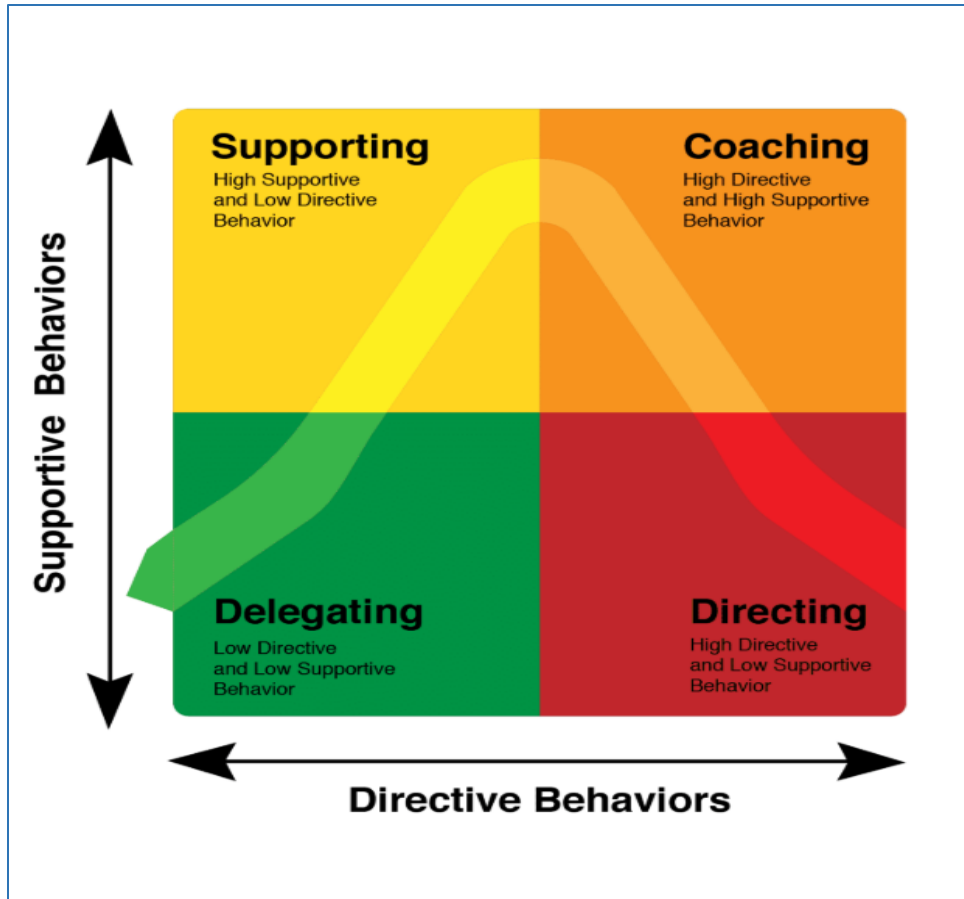 Supporting
High Supportive
and Low Directive
Behavior
Coaching
High Directive
and High Supportive
Behavior
Supportive Behaviors
Delegating
Low Directive
and Low Supportive
Behavior
Directing
High Directive
and Low Supportive
Behavior
Directive Behaviors